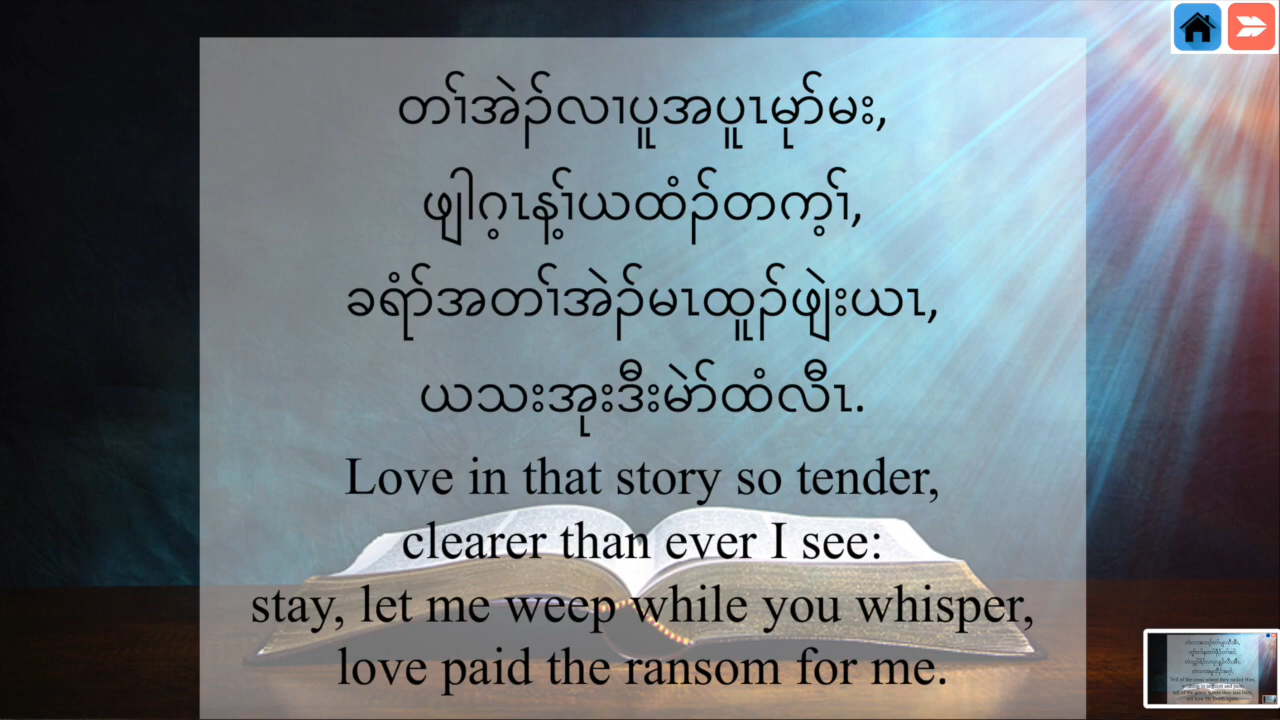 တၢ်အဲၣ်လၢပူအပူၤမုာ်မး,
ဖျါဂ့ၤန့ၢ်ယထံၣ်တက့ၢ်,
ခရံာ်အတၢ်အဲၣ်မၤထူၣ်ဖျဲးယၤ,
ယသးအုးဒီးမဲာ်ထံလီၤ.
Love in that story so tender,
clearer than ever I see:
stay, let me weep while you whisper,
love paid the ransom for me.